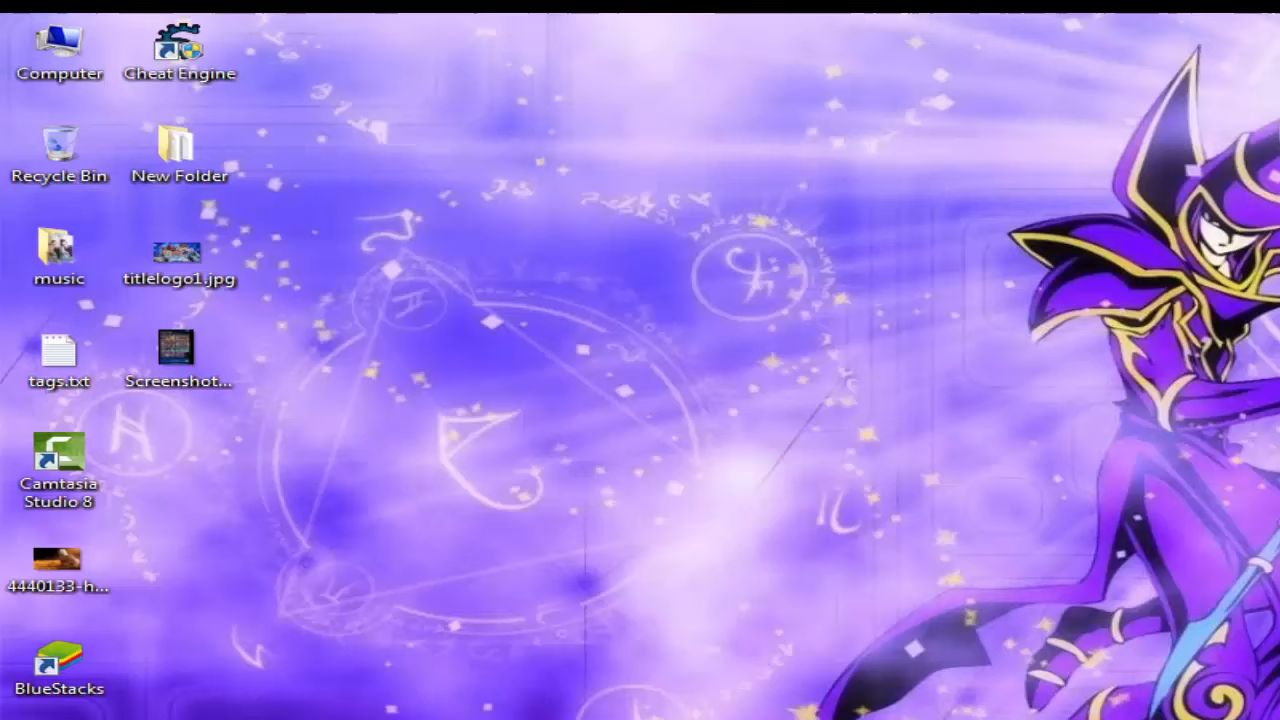 Computer
Cheat Engine
Recycle Bin
New Folder
music
titlelogo1.jpg
tags.txt
Screenshot...
Camtasia
Studio 8
4440133-h...
BlueStacks